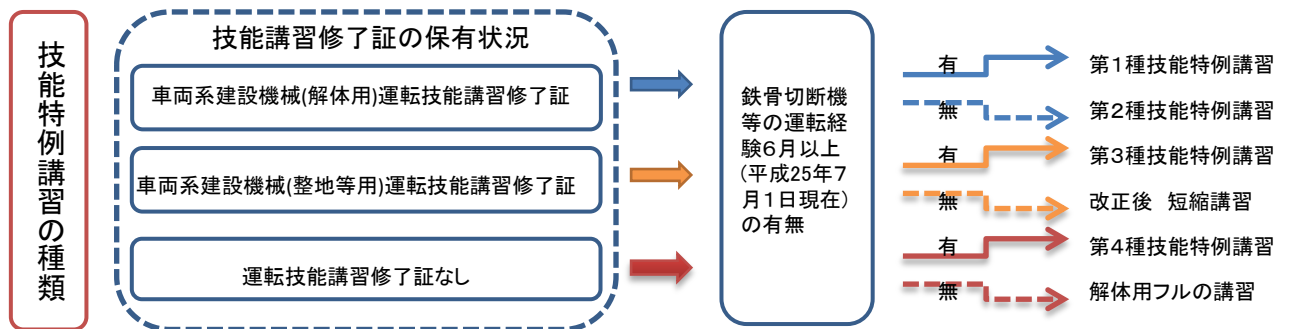 技能特例講習の種類
技能講習修了証の保有状況
車両系建設機械(解体用)運転技能講習修了証
車両系建設機械(整地等用)運転技能講習修了証
運転技能講習修了証なし
鉄骨切断機
等の運転経
験6月以上
(平成25年7
月1日現在)
の有無
有 第1種技能特例講習
無 第2種技能特例講習
有 第3種技能特例講習
無 改正後 短縮講習
有 第4種技能特例講習
無 解体用フルの講習